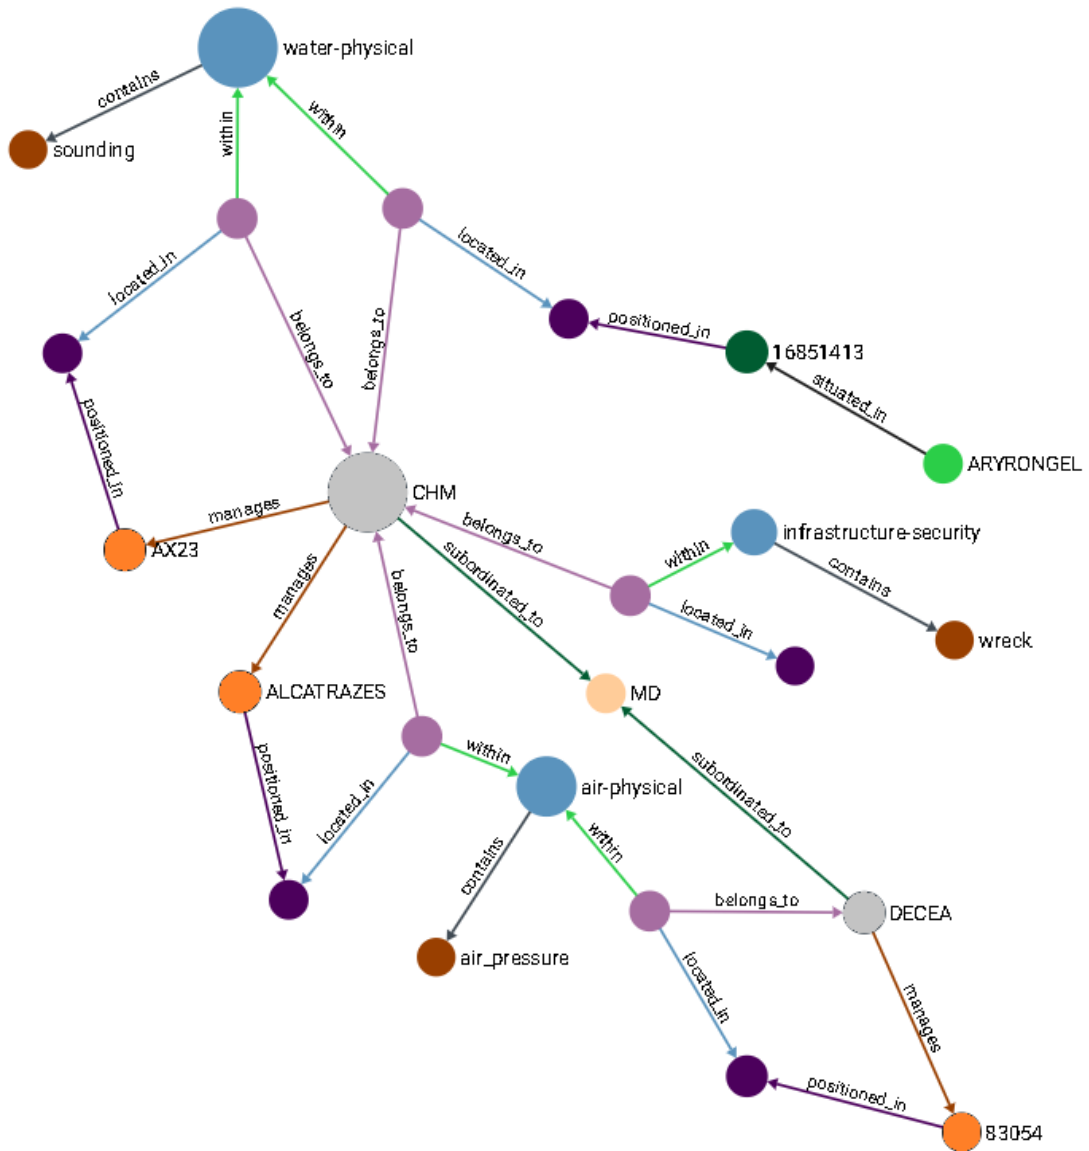 water-physical
contains
within
within
sounding
located_in
located_in
belongs_to
belongs_to
positioned_in
16851413
situated_in
positioned_in
ARYRONGEL
CHM
manages
belongs_to
infrastructure-security
AX23
within
contains
subordinated_to
manages
belongs_to
located_in
wreck
ALCATRAZES
MD
positioned_in
within
air-physical
subordinated_to
located_in
within
contains
belongs_to
DECEA
air_pressure
located_in
manages
positioned_in
83054